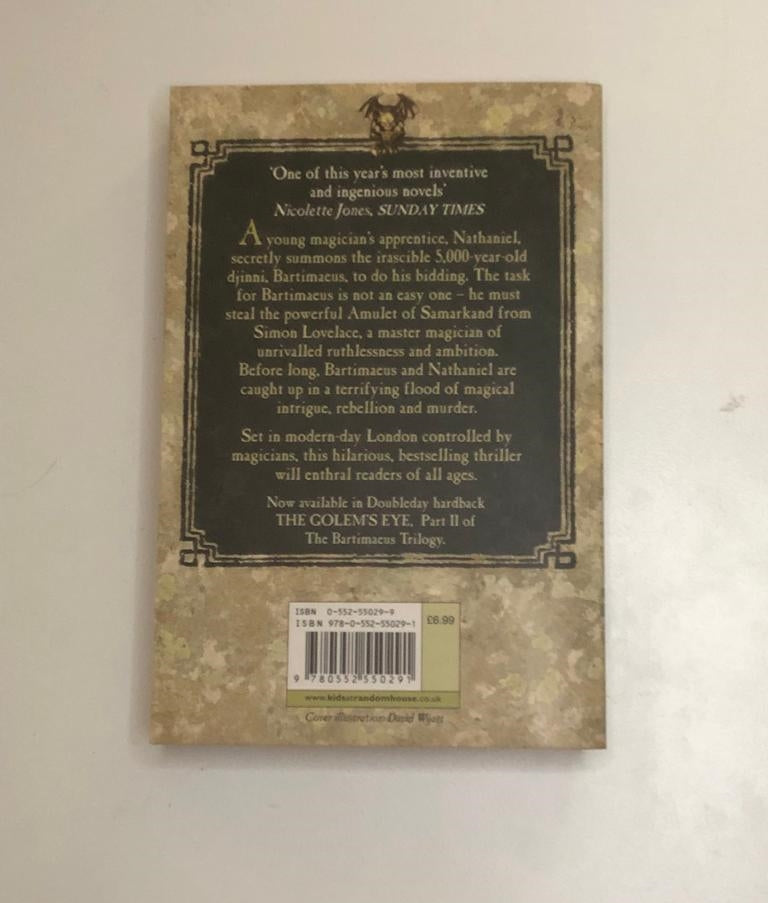 'One of this year's most inventive
and ingenious novels'
Nicolette Jones, SUNDAY TIMES
A young magician's apprentice, Nathaniel,
secretly summons the irascible 5,000-year-old
djinni, Bartimaeus, to do his bidding. The task
for Bartimaeus is not an easy one – he must
steal the powerful Amulet of Samarkand from
Simon Lovelace, a master magician of
unrivalled ruthlessness and ambition.
Before long, Bartimaeus and Nathaniel are
caught up in a terrifying flood of magical
intrigue, rebellion and murder.
Set in modern-day London controlled by
magicians, this hilarious, bestselling thriller
will enthral readers of all ages.
Now available in Doubleday hardback
THE GOLEM'S EYE, Part II of
The Bartimaeus Trilogy.
ISBN 0-552-55029-9
ISBN 978-0-552-55029-1
£6.99
9 780552 550291
www.kidsatrandomhouse.co.uk
Cover illustration David Wyatt